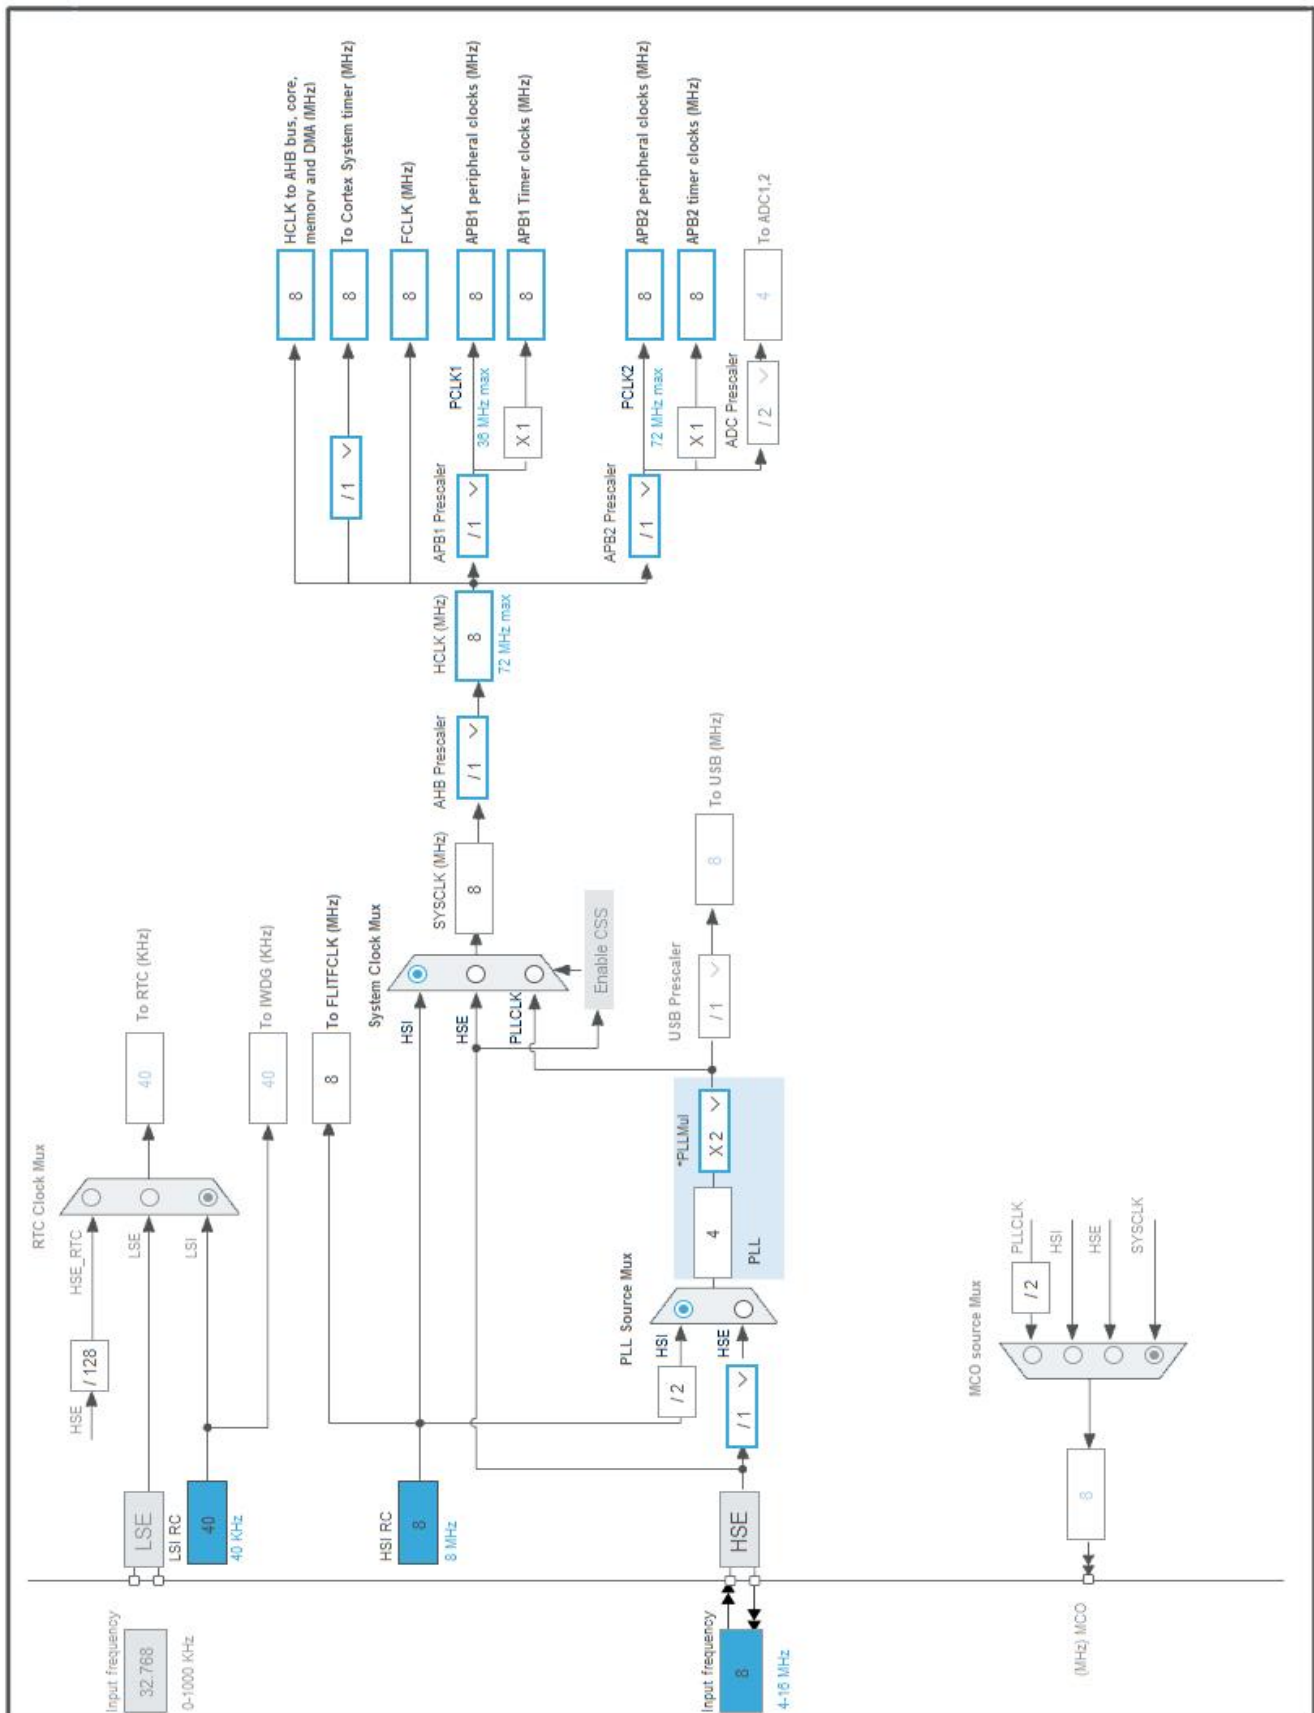 Input frequency
32.768
0-1000 KHz
LSE
LSI RC
40
40 KHz
HSE
/ 128
HSE_RTC
LSE
LSI
RTC Clock Mux
40
To RTC (KHz)
40
To IWDG (KHz)
8
To FLITFCLK (MHz)
HSI RC
8
8 MHz
Input frequency
8
4-16 MHz
HSE
/ 2
/ 1
HSI
HSE
PLL Source Mux
4
PLL
*PLLMul
X 2
USB Prescaler
/ 1
8
To USB (MHz)
System Clock Mux
HSI
HSE
PLLCLK
Enable CSS
SYSCLK (MHz)
8
AHB Prescaler
/ 1
HCLK (MHz)
8
72 MHz max
/ 1
APB1 Prescaler
/ 1
PCLK1
36 MHz max
X 1
APB2 Prescaler
/ 1
PCLK2
72 MHz max
X 1
ADC Prescaler
/ 2
8
HCLK to AHB bus, core,
memory and DMA (MHz)
8
To Cortex System timer (MHz)
8
FCLK (MHz)
8
APB1 peripheral clocks (MHz)
8
APB1 Timer clocks (MHz)
8
APB2 peripheral clocks (MHz)
8
APB2 timer clocks (MHz)
4
To ADC1,2
(MHz) MCO
8
MCO source Mux
/ 2
PLLCLK
HSI
HSE
SYSCLK